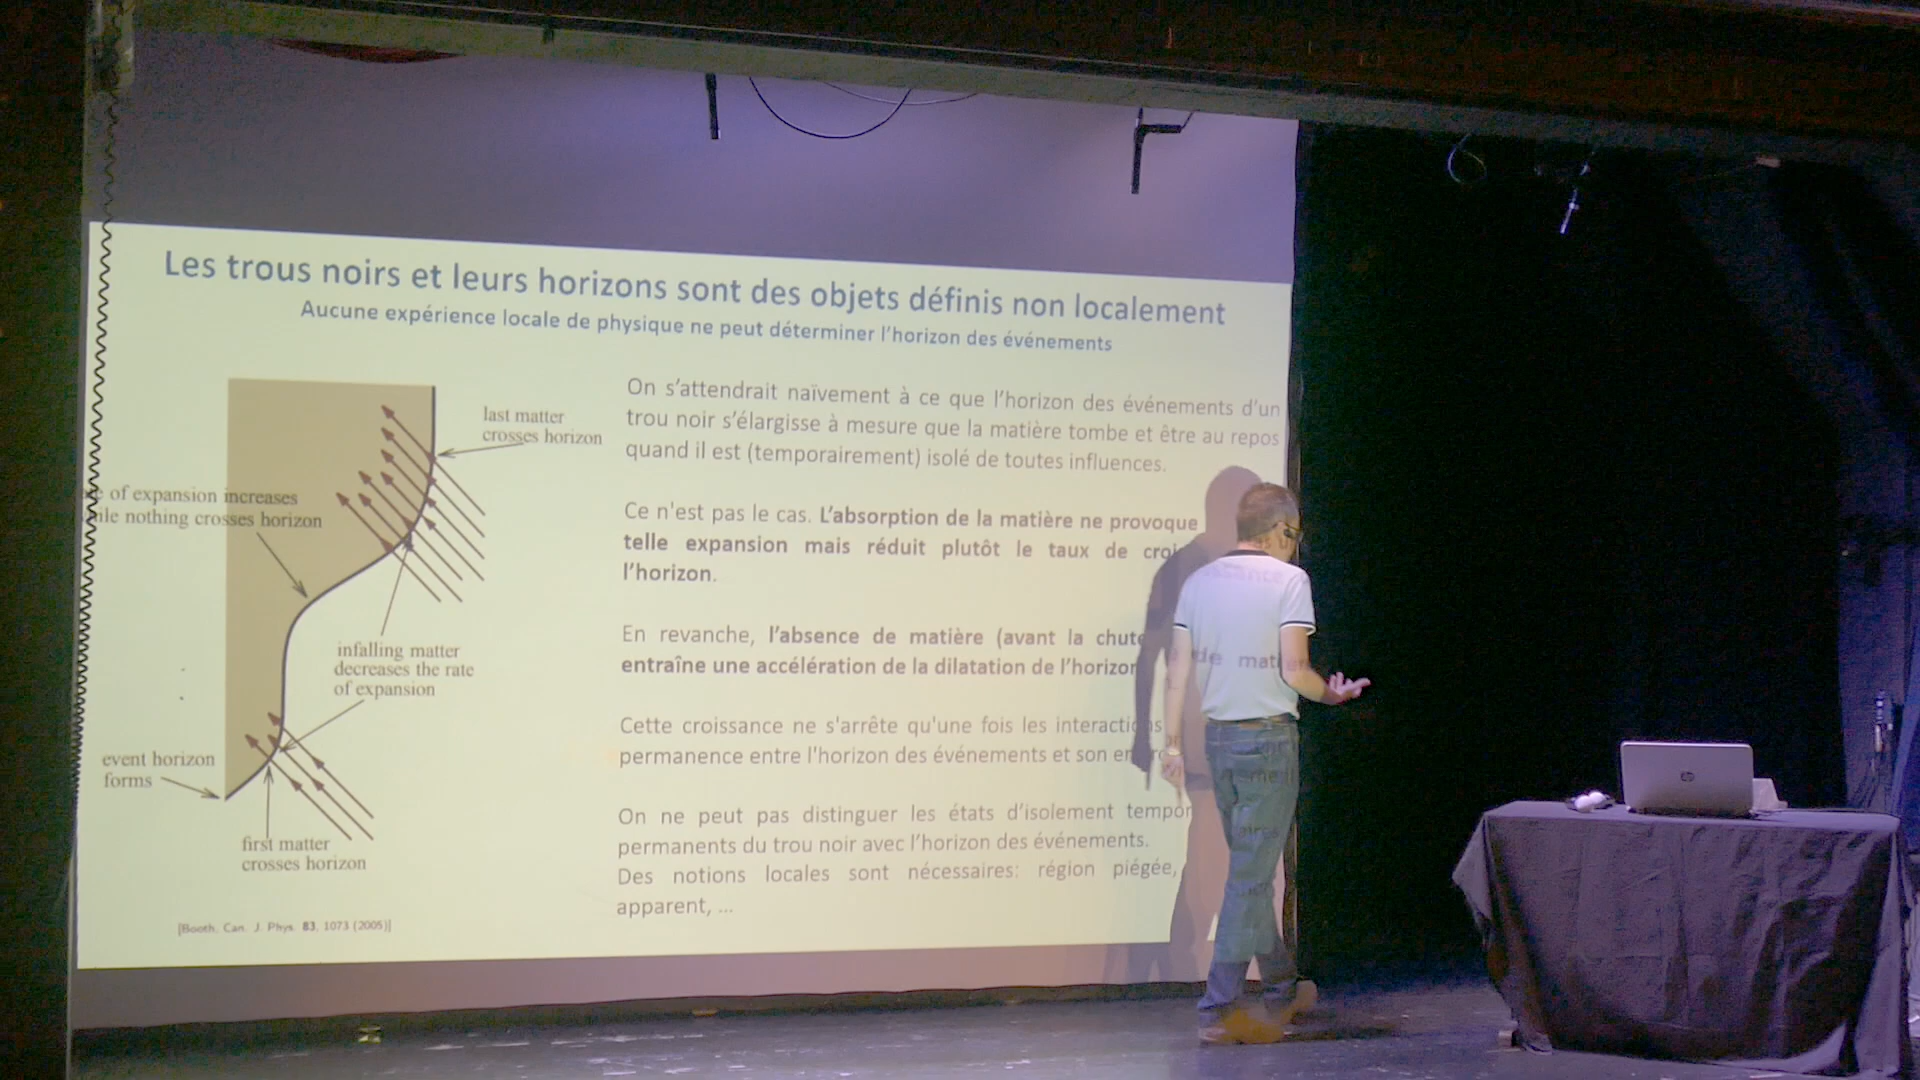 Les trous noirs et leurs horizons sont des objets définis non localement
Aucune expérience locale de physique ne peut déterminer l'horizon des événements
last matter
crosses horizon
of expansion increases
nothing crosses horizon
infalling matter
decreases the rate
of expansion
event horizon
forms
first matter
crosses horizon
[Booth, Can. J. Phys. 83, 1073 (2005)]
On s'attendrait naïvement à ce que l'horizon des événements d'un
trou noir s'élargisse à mesure que la matière tombe et être au repos
quand il est (temporairement) isolé de toutes influences.
Ce n'est pas le cas. L'absorption de la matière ne provoque
telle expansion mais réduit plutôt le taux de
l'horizon.
En revanche, l'absence de matière (avant la chute
entraîne une accélération de la dilatation de l'horizon
Cette croissance ne s'arrête qu'une fois les interactions
permanence entre l'horizon des événements et son
On ne peut pas distinguer les états d'isolement
permanents du trou noir avec l'horizon des événements.
Des notions locales sont nécessaires: région piégée,
apparent, ...
hp